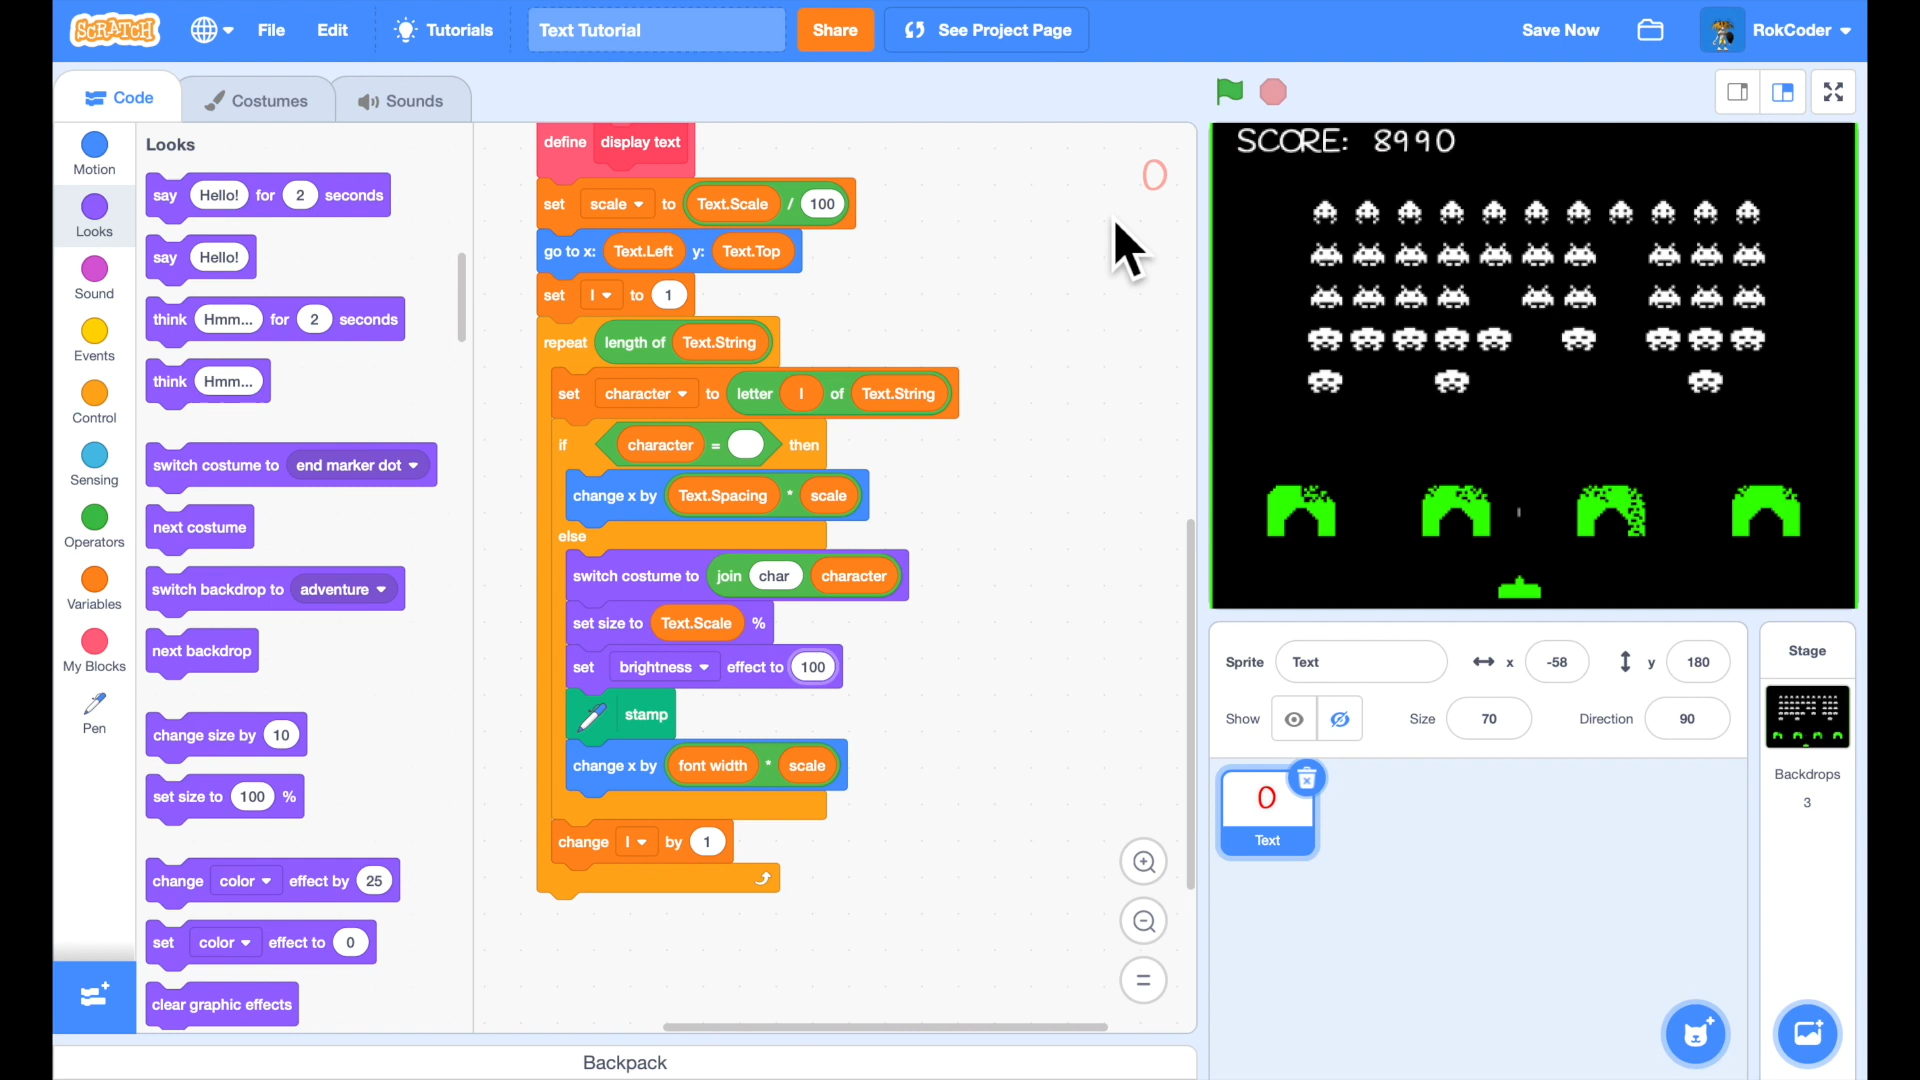 SCRATCH File Edit Tutorials Text Tutorial Share See Project Page Save Now RokCoder
Code Costumes Sounds
Motion
Looks
Sound
Events
Control
Sensing
Operators
Variables
My Blocks
Pen
Looks
say Hello! for 2 seconds
say Hello!
think Hmm... for 2 seconds
think Hmm...
switch costume to end marker dot
next costume
switch backdrop to adventure
next backdrop
change size by 10
set size to 100 %
change color effect by 25
set color effect to 0
clear graphic effects
define display text
set scale to Text.Scale / 100
go to x: Text.Left y: Text.Top
set I to 1
repeat length of Text.String
set character to letter I of Text.String
if character = then
change x by Text.Spacing * scale
else
switch costume to join char character
set size to Text.Scale %
set brightness effect to 100
stamp
change x by font width * scale
change I by 1
0
=
Backpack
SCORE: 8990
Sprite Text x -58 y 180
Show Size 70 Direction 90
0
Text
Stage
Backdrops
3